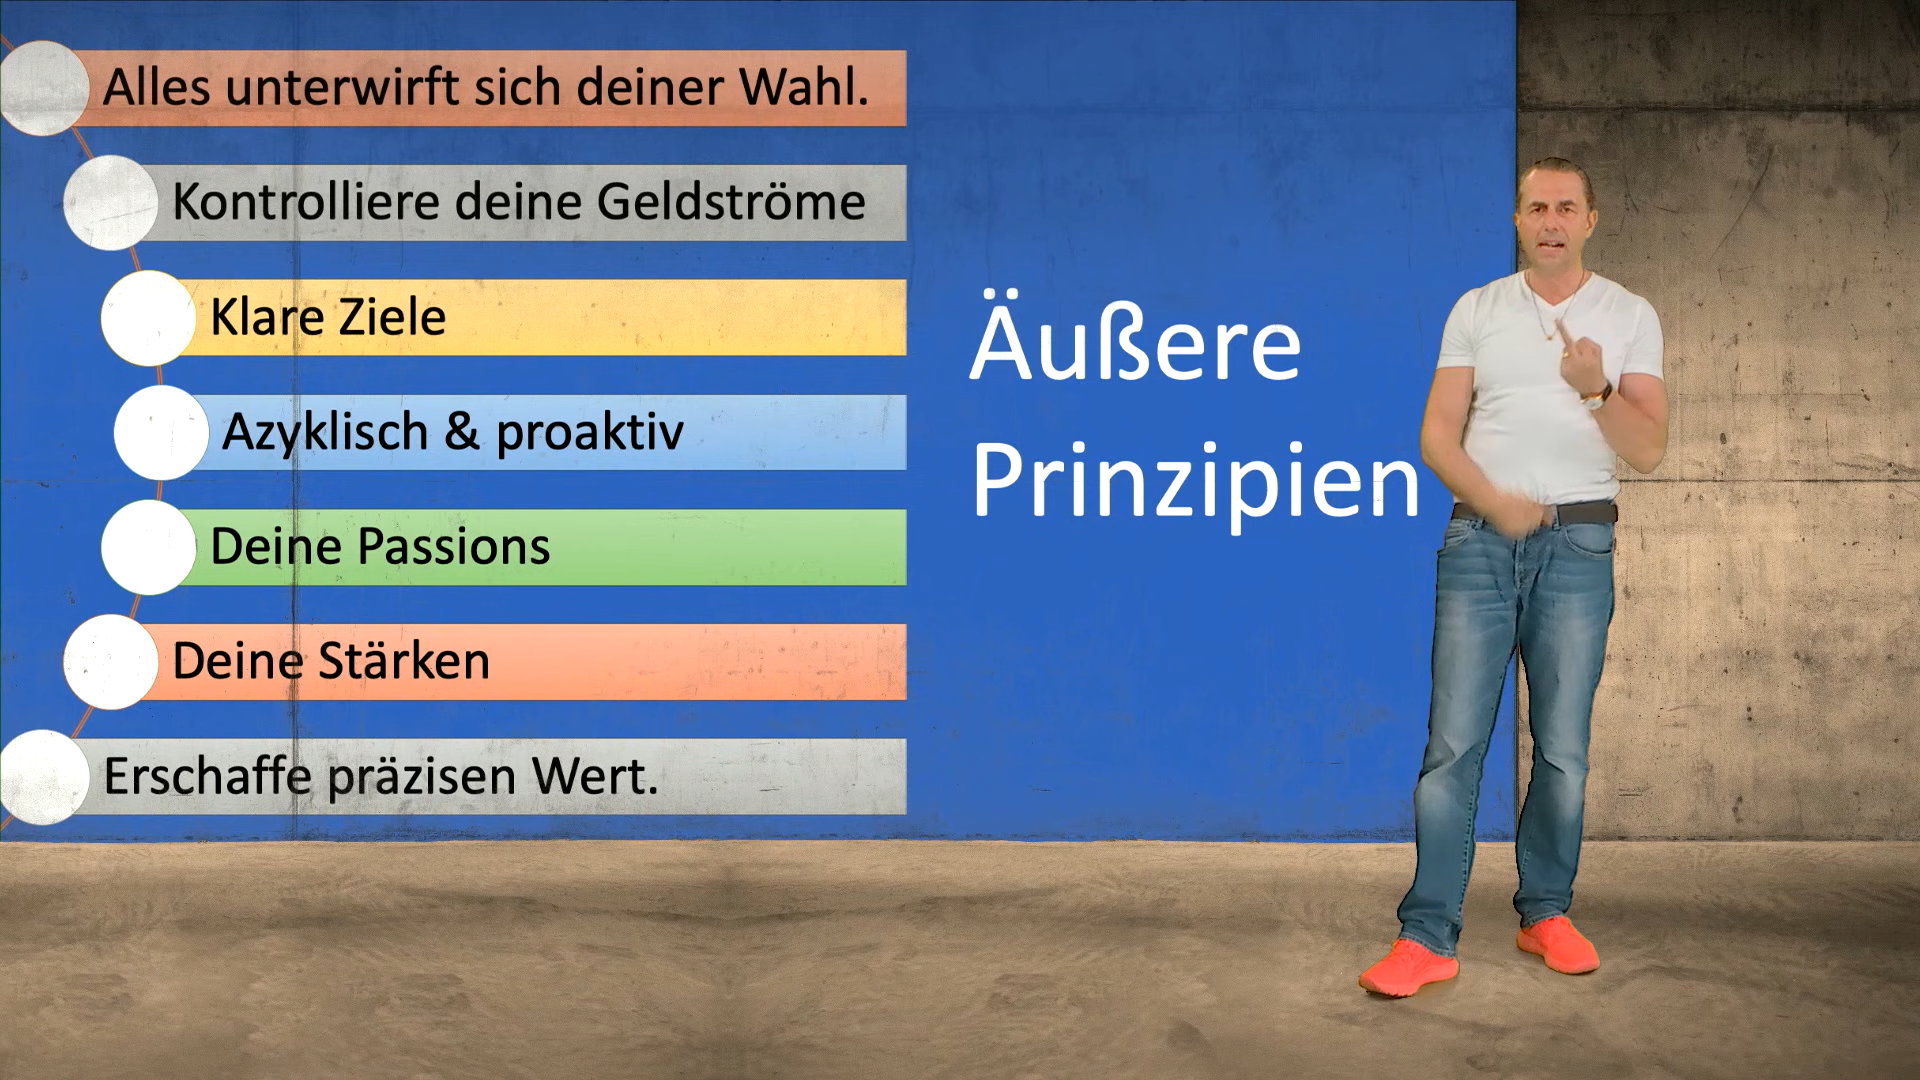 Alles unterwirft sich deiner Wahl.
Kontrolliere deine Geldströme
Klare Ziele
Azyklisch & proaktiv
Deine Passions
Deine Stärken
Erschaffe präzisen Wert.
Äußere
Prinzipien